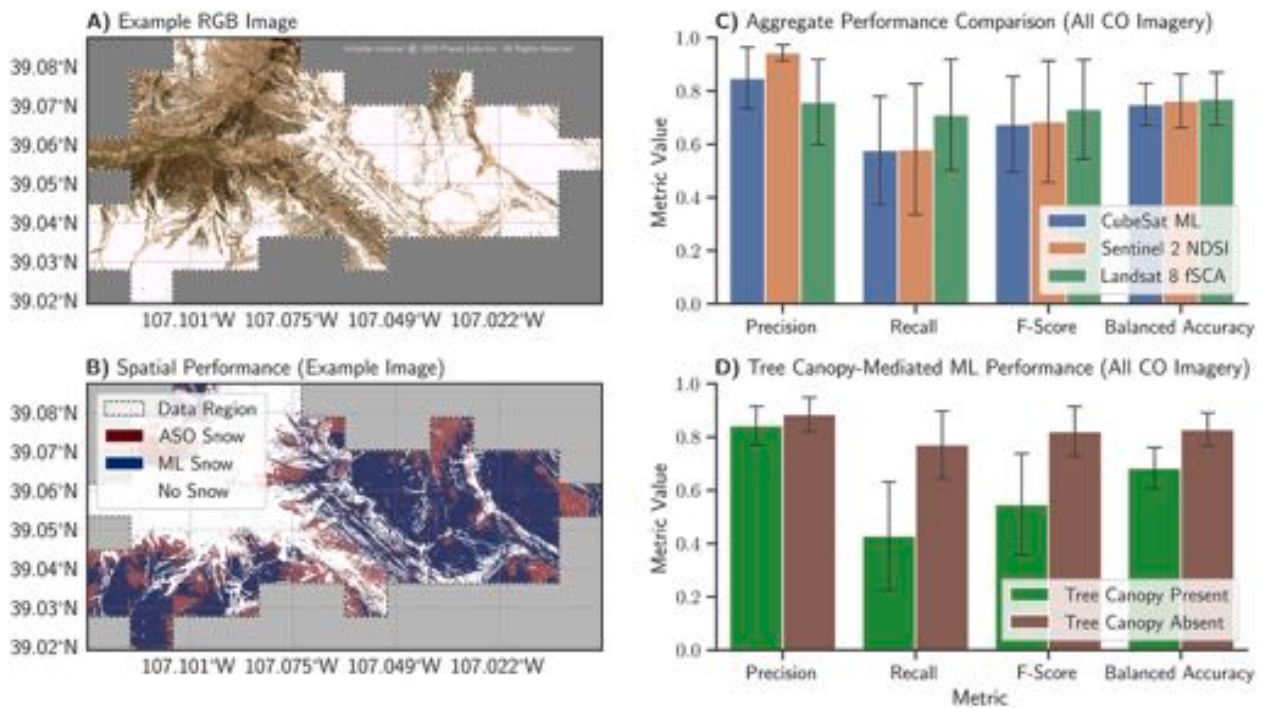 A) Example RGB Image
39.08°N
39.07°N
39.06°N
39.05°N
39.04°N
39.03°N
39.02°N
107.101°W 107.075°W 107.049°W 107.022°W
B) Spatial Performance (Example Image)
Data Region
ASO Snow
ML Snow
No Snow
39.08°N
39.07°N
39.06°N
39.05°N
39.04°N
39.03°N
39.02°N
107.101°W 107.075°W 107.049°W 107.022°W
C) Aggregate Performance Comparison (All CO Imagery)
Metric Value
1.0
0.8
0.6
0.4
0.2
0.0
CubeSat ML
Sentinel 2 NDSI
Landsat 8 fSCA
Precision Recall F-Score Balanced Accuracy
D) Tree Canopy-Mediated ML Performance (All CO Imagery)
Metric Value
1.0
0.8
0.6
0.4
0.2
0.0
Tree Canopy Present
Tree Canopy Absent
Precision Recall F-Score Balanced Accuracy
Metric